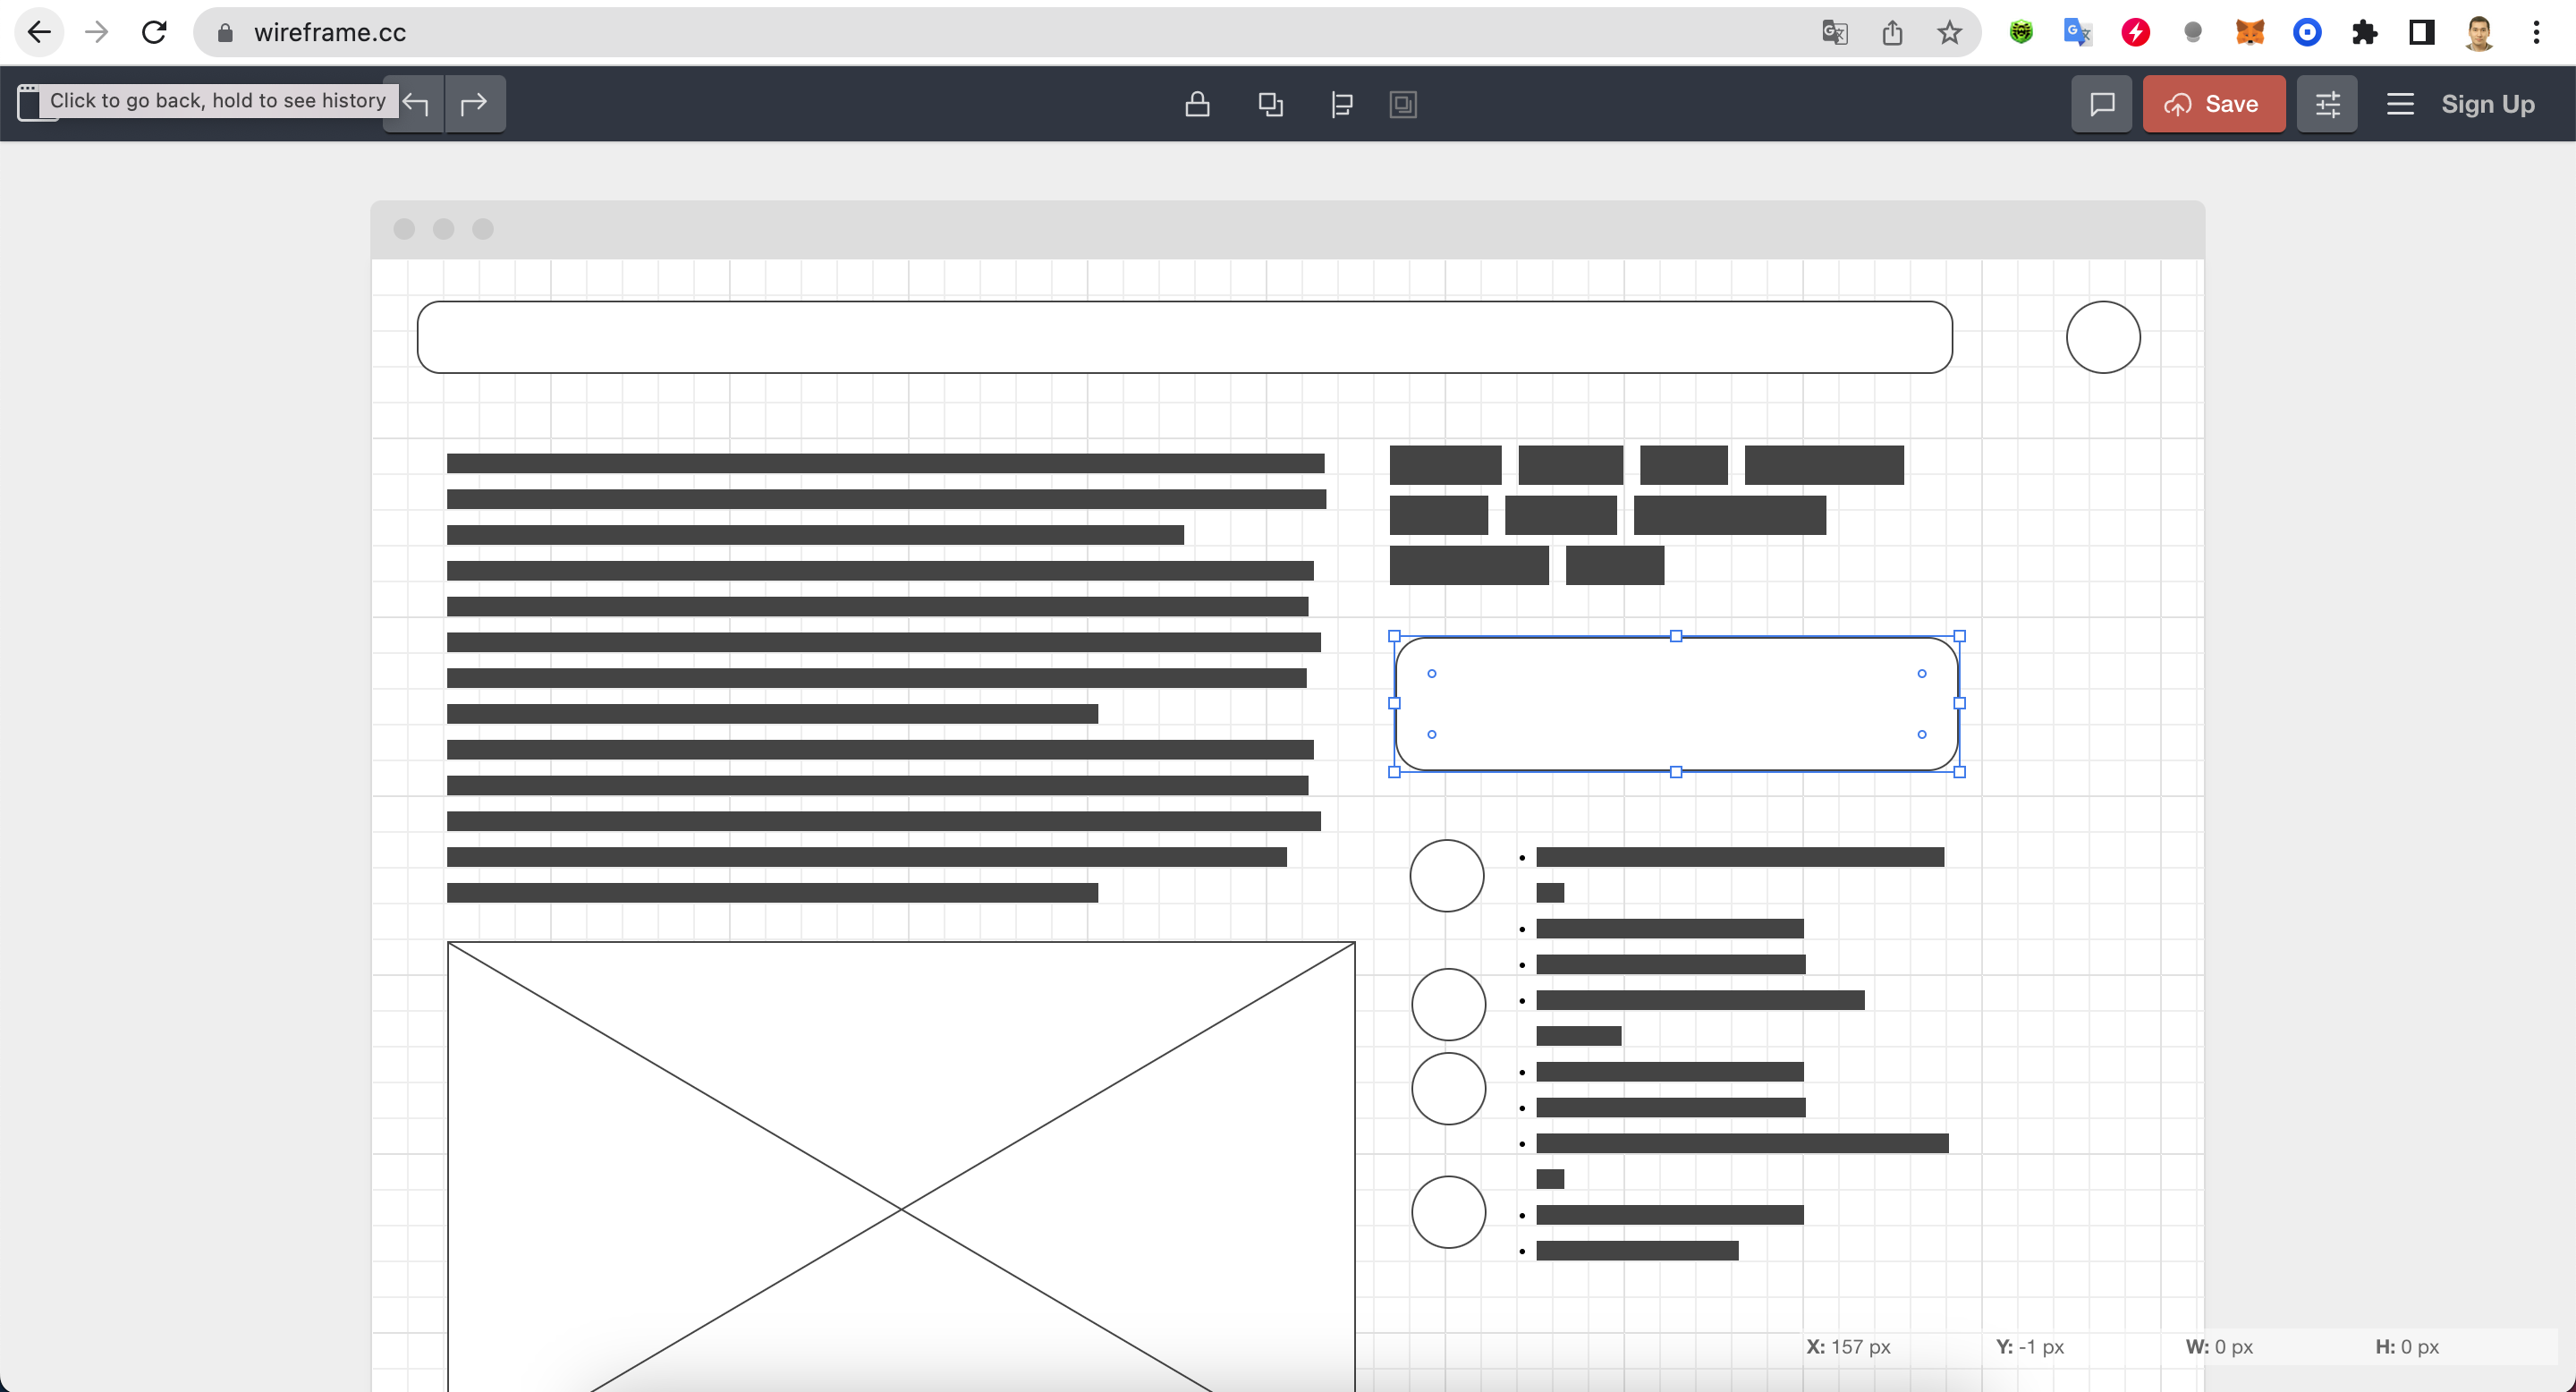 wireframe.cc
Click to go back, hold to see history
Save
Sign Up
X: 157 px Y: -1 px W: 0 px H: 0 px